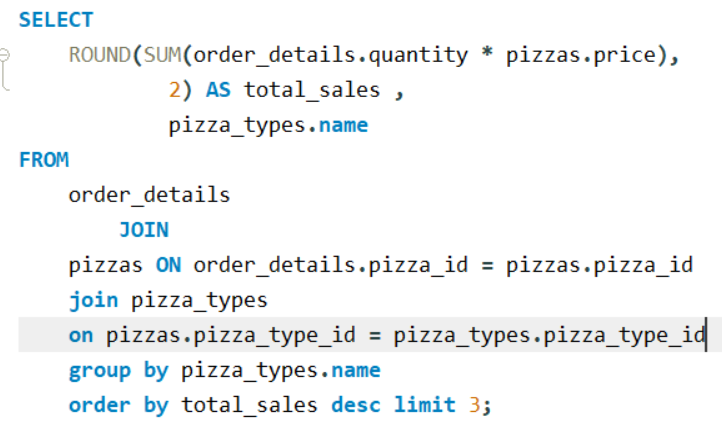 SELECT
ROUND(SUM(order_details.quantity * pizzas.price),
2) AS total_sales ,
pizza_types.name
FROM
order_details
JOIN
pizzas ON order_details.pizza_id = pizzas.pizza_id
join pizza_types
on pizzas.pizza_type_id = pizza_types.pizza_type_id
group by pizza_types.name
order by total_sales desc limit 3;